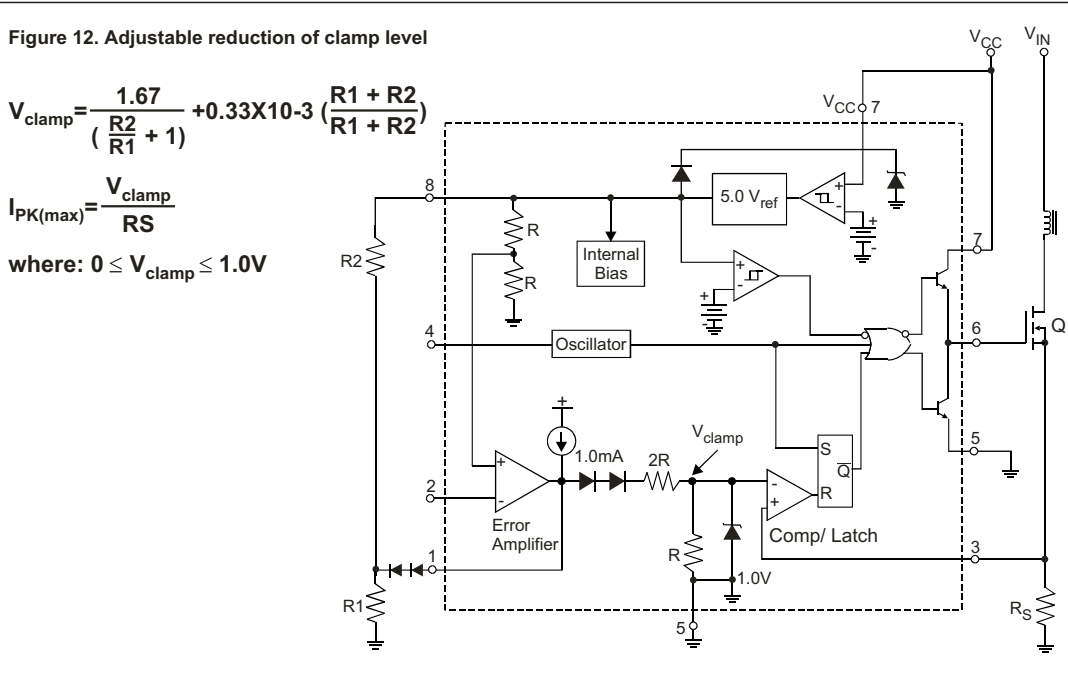 Figure 12. Adjustable reduction of clamp level
V_clamp = 1.67 / ( R2/R1 + 1) +0.33X10-3 ( R1 + R2 / R1 + R2 )
I_PK(max) = V_clamp / RS
where: 0 ≤ V_clamp ≤ 1.0V
V_CC
V_IN
V_CC 7
8
R
5.0 V_ref
+
-
+
-
R2
R
Internal
Bias
+
-
+
-
7
4
Oscillator
6
Q
+
1.0mA
2R
V_clamp
S
Q̅
R
5
+
-
2
Error
Amplifier
-
+
Comp/ Latch
R
1.0V
3
1
R1
5
R_S